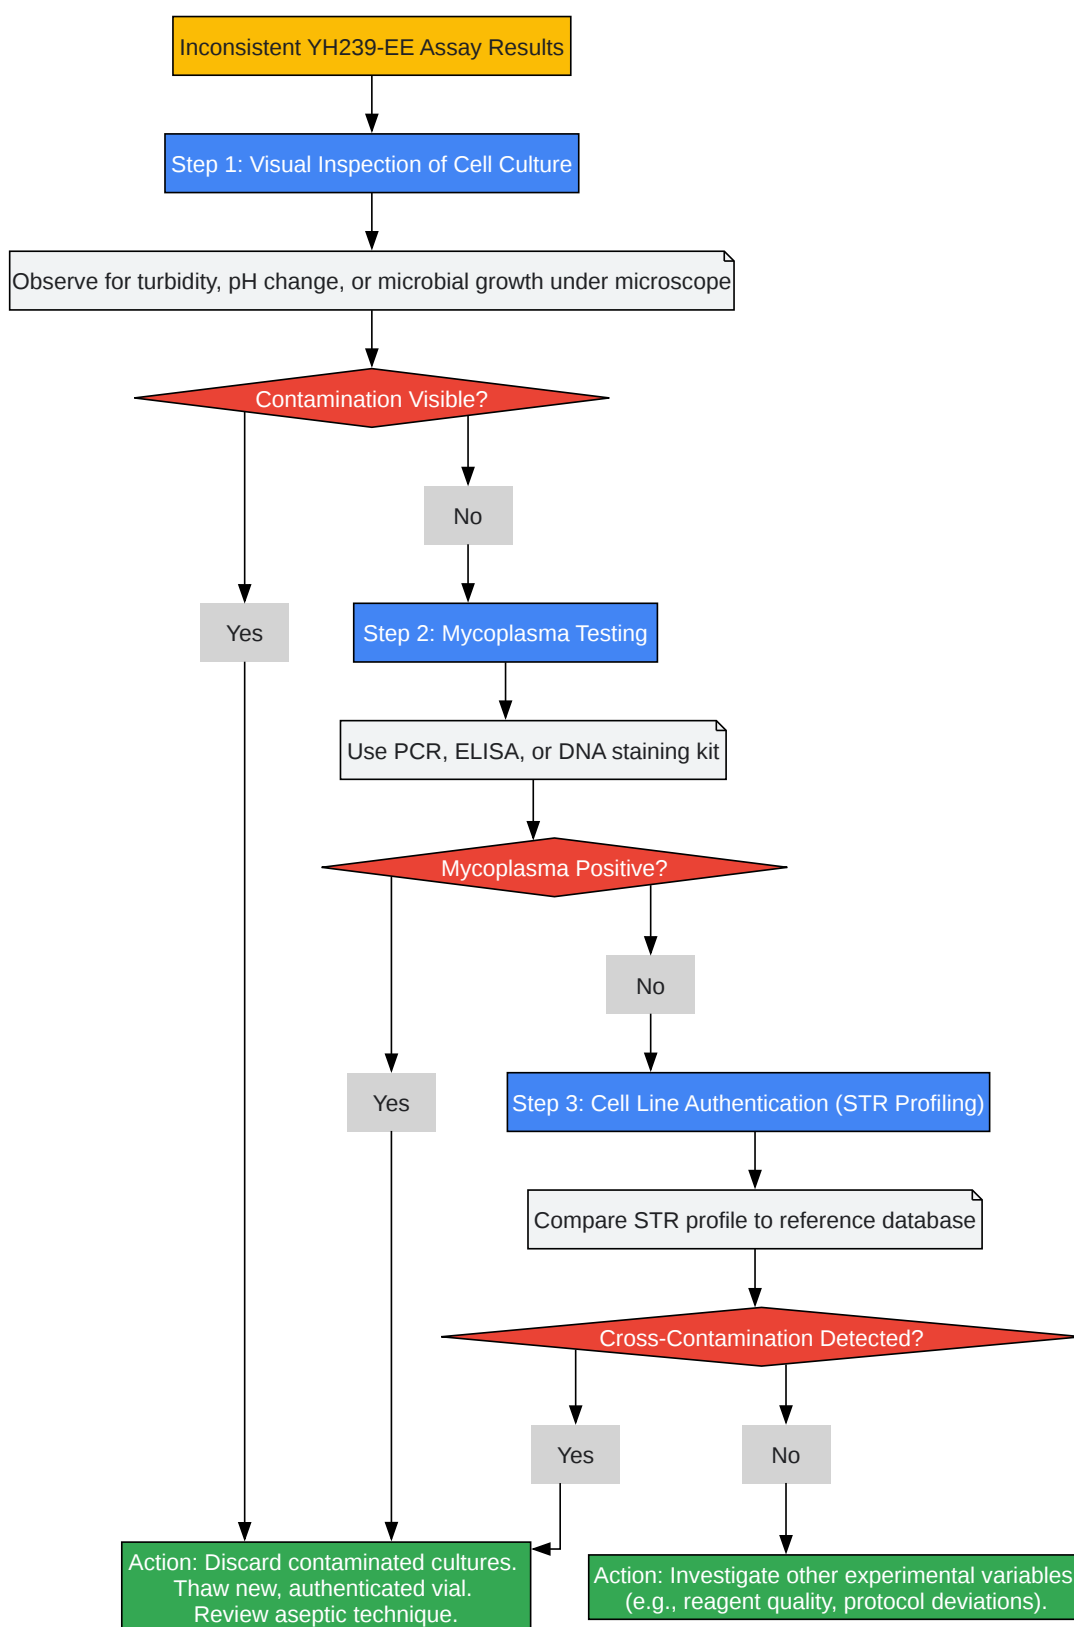 Inconsistent YH239-EE Assay Results
Step 1: Visual Inspection of Cell Culture
Observe for turbidity, pH change, or microbial growth under microscope
Contamination Visible?
No
Yes
Step 2: Mycoplasma Testing
Use PCR, ELISA, or DNA staining kit
Mycoplasma Positive?
No
Yes
Step 3: Cell Line Authentication (STR Profiling)
Compare STR profile to reference database
Cross-Contamination Detected?
Yes
No
Action: Discard contaminated cultures.
Thaw new, authenticated vial.
Review aseptic technique.
Action: Investigate other experimental variables
(e.g., reagent quality, protocol deviations).